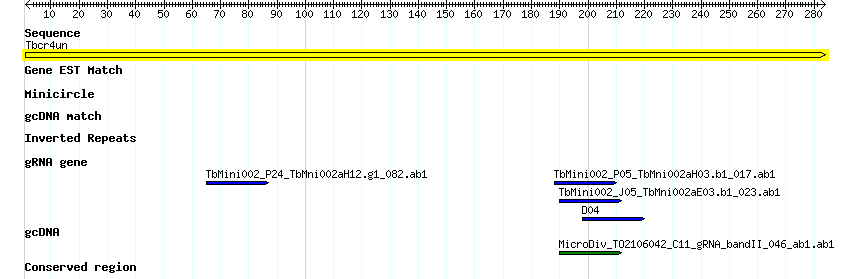 10 20 30 40 50 60 70 80 90 100 110 120 130 140 150 160 170 180 190 200 210 220 230 240 250 260 270 280
Sequence
Tbcr4un
Gene EST Match
Minicircle
gcDNA match
Inverted Repeats
gRNA gene
TbMini002_P24_TbMni002aH12.g1_082.ab1
TbMini002_P05_TbMni002aH03.b1_017.ab1
TbMini002_J05_TbMni002aE03.b1_023.ab1
D04
gcDNA
MicroDiv_TO2106042_C11_gRNA_bandII_046_ab1.ab1
Conserved region